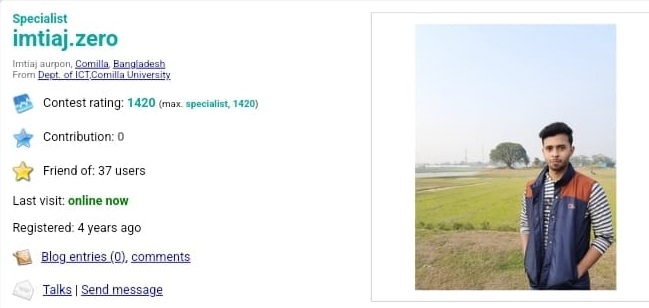 Specialist
imtiaj.zero
Imtiaj aurpon, Comilla, Bangladesh
From Dept. of ICT,Comilla University
Contest rating: 1420 (max. specialist, 1420)
Contribution: 0
Friend of: 37 users
Last visit: online now
Registered: 4 years ago
Blog entries (0), comments
Talks | Send message